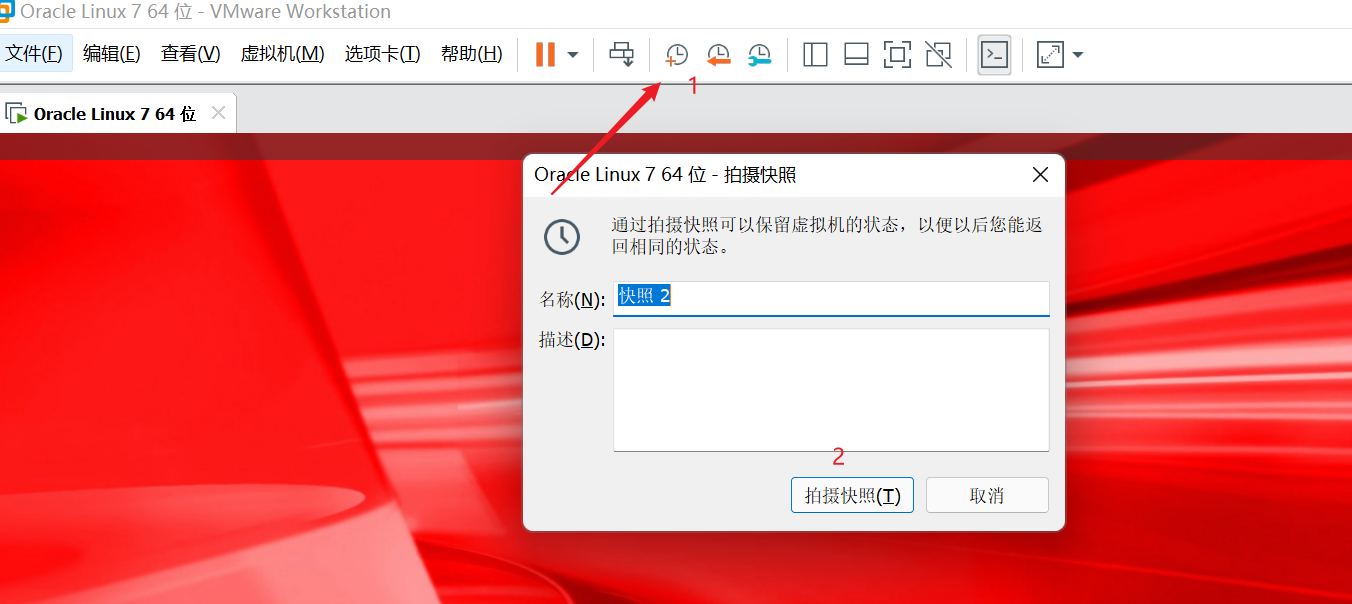 Oracle Linux 7 64 位 - VMware Workstation
文件(F) 编辑(E) 查看(V) 虚拟机(M) 选项卡(T) 帮助(H)
1
Oracle Linux 7 64 位
Oracle Linux 7 64 位 - 拍摄快照
通过拍摄快照可以保留虚拟机的状态，以便以后您能返
回相同的状态。
名称(N): 快照 2
描述(D):
2
拍摄快照(T) 取消